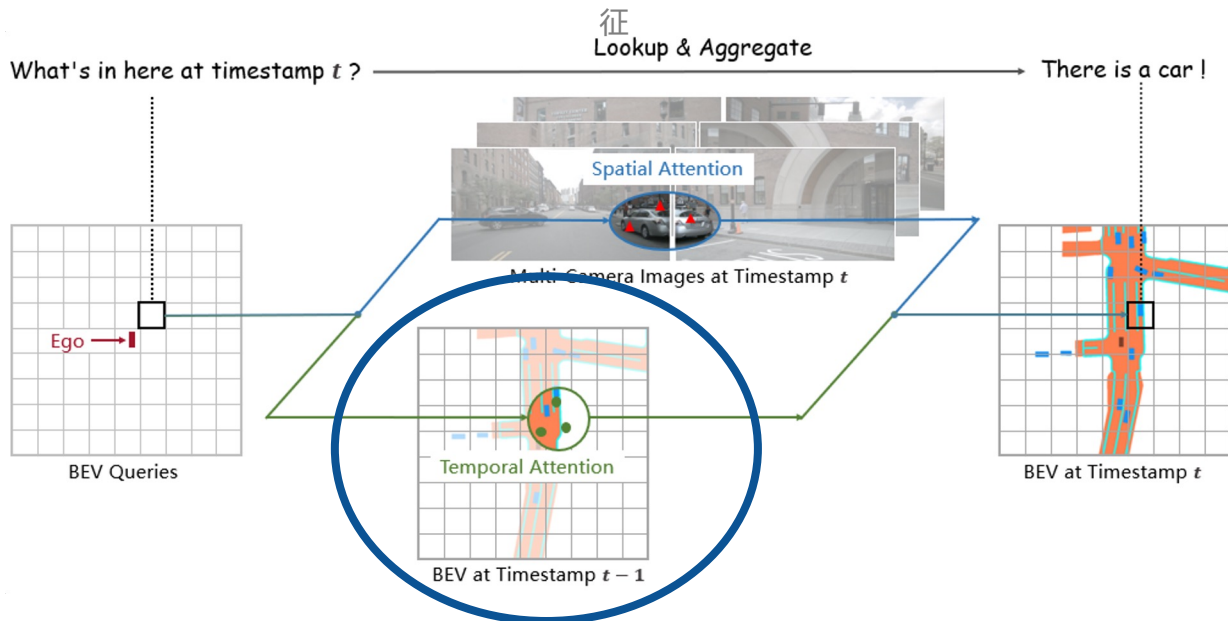 征
Lookup & Aggregate
What's in here at timestamp t ?
There is a car !
Spatial Attention
Multi-Camera Images at Timestamp t
Ego
Temporal Attention
BEV Queries
BEV at Timestamp t
BEV at Timestamp t − 1